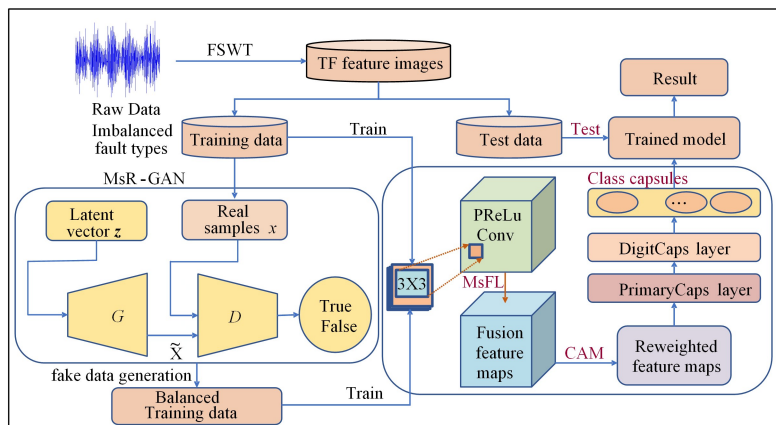 FSWT
TF feature images
Raw Data
Imbalanced
fault types
Training data
Train
Test data
Test
Trained model
Result
MsR-GAN
Latent
vector z
Real
samples x
G
D
True
False
X̃
fake data generation
Balanced
Training data
Train
3X3
PReLu
Conv
MsFL
Fusion
feature
maps
CAM
Reweighted
feature maps
PrimaryCaps layer
DigitCaps layer
Class capsules
...